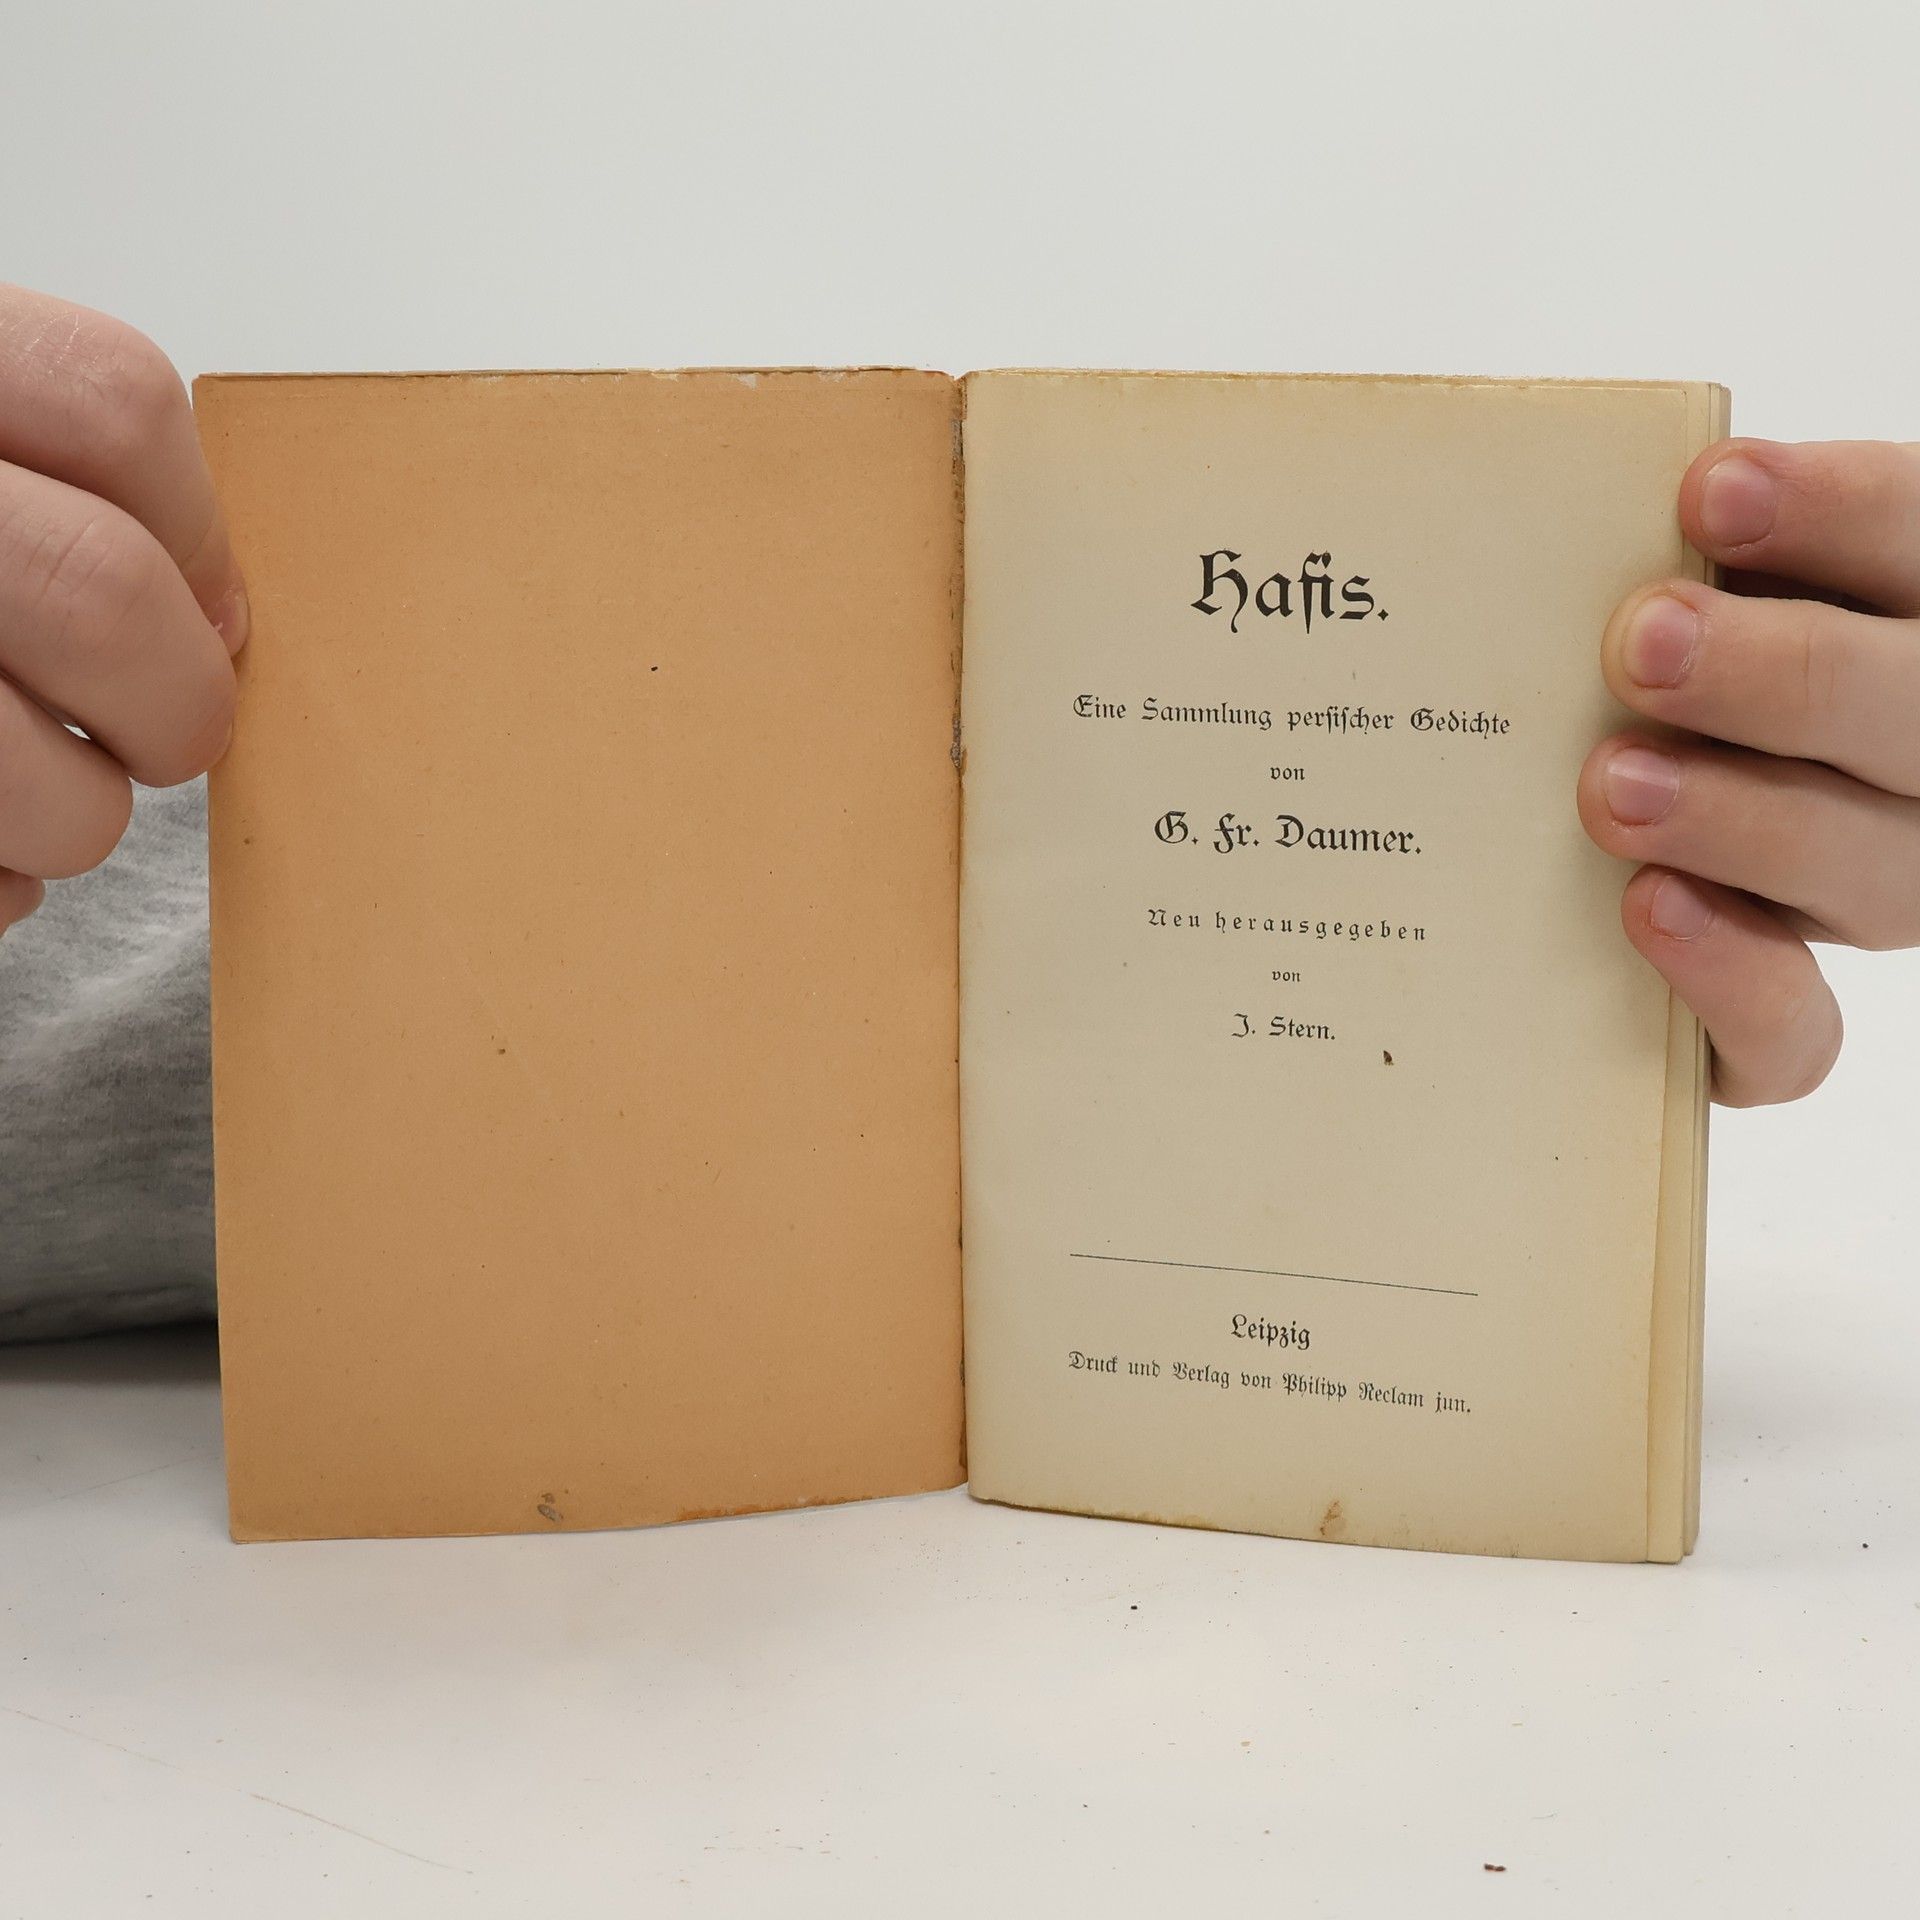 Hafis.
Eine Sammlung persischer Gedichte
von
G. Fr. Daumer.
Neu herausgegeben
von
J. Stern.
Leipzig
Druck und Verlag von Philipp Reclam jun.